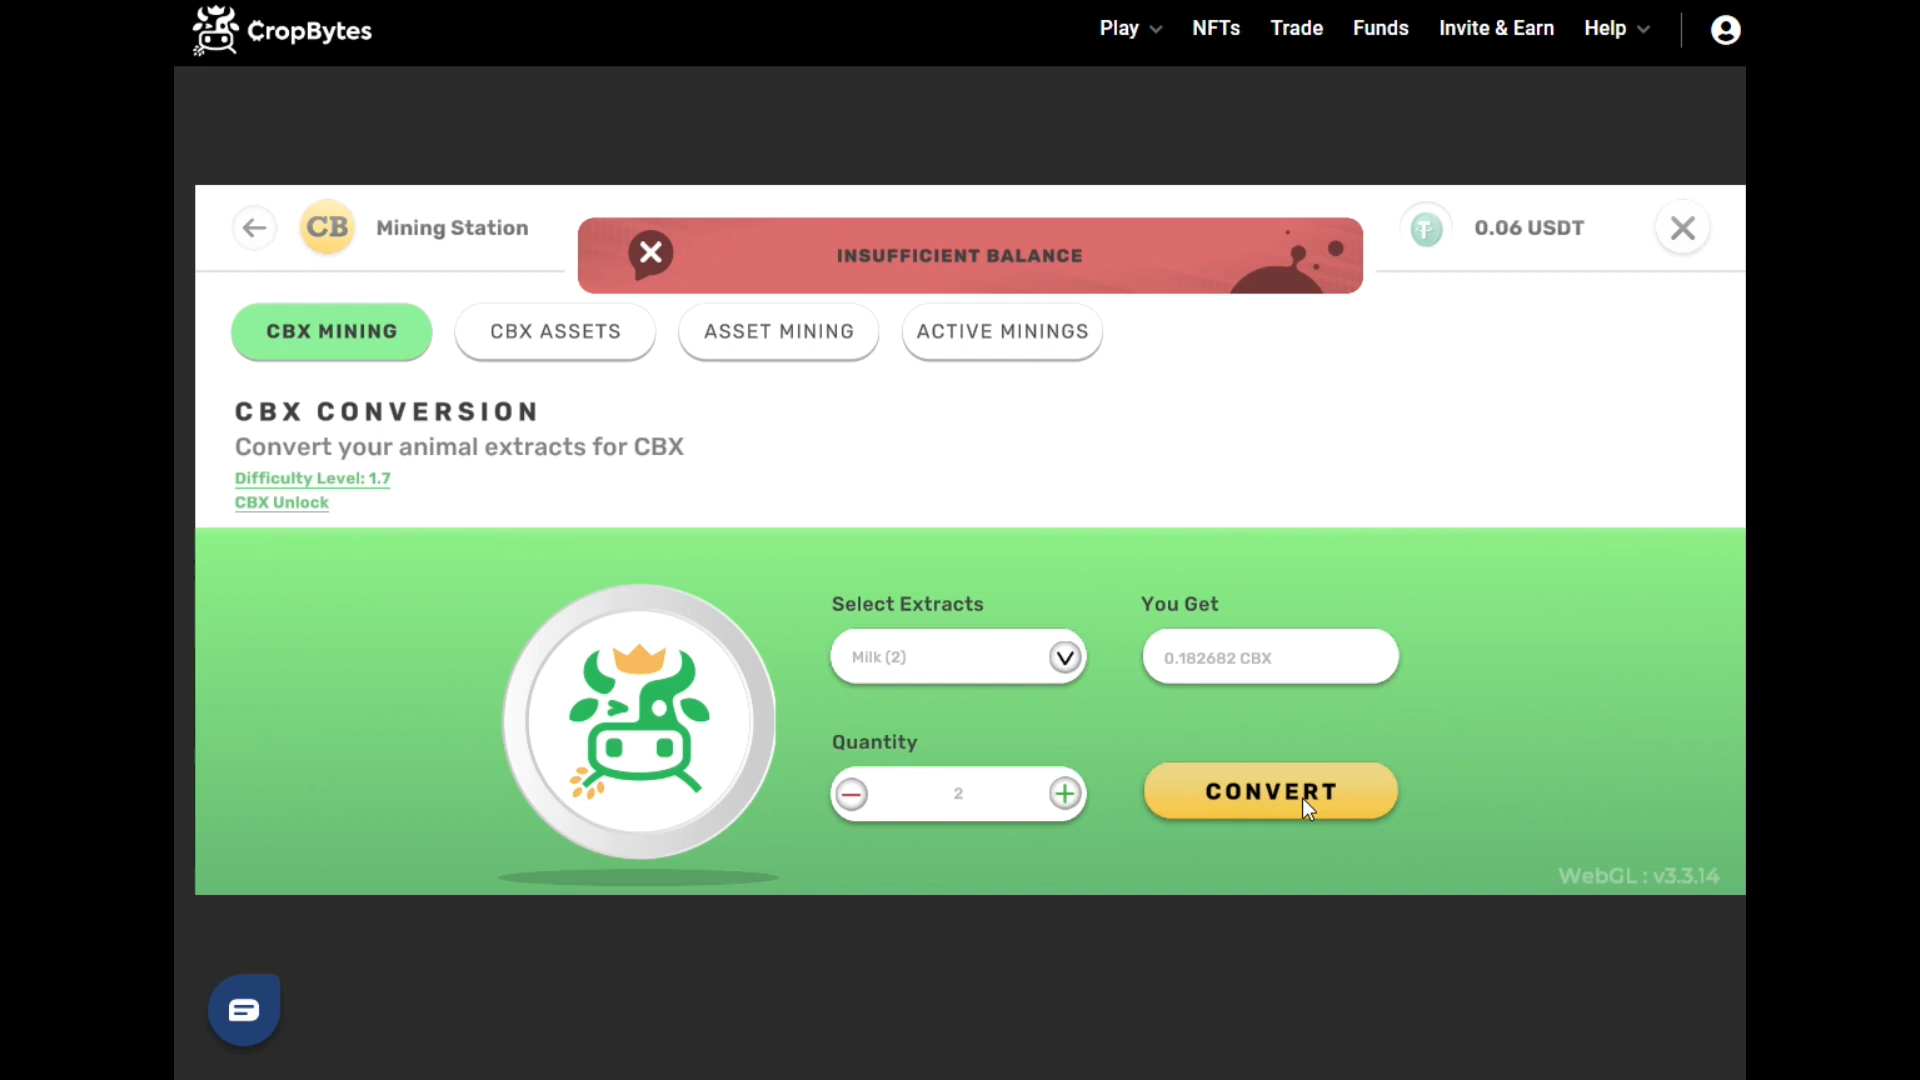 CropBytes
Play NFTs Trade Funds Invite & Earn Help
CB Mining Station
INSUFFICIENT BALANCE
0.06 USDT
CBX MINING CBX ASSETS ASSET MINING ACTIVE MININGS
CBX CONVERSION
Convert your animal extracts for CBX
Difficulty Level: 1.7
CBX Unlock
Select Extracts You Get
Milk (2) 0.182682 CBX
Quantity
2 CONVERT
WebGL : v3.3.14